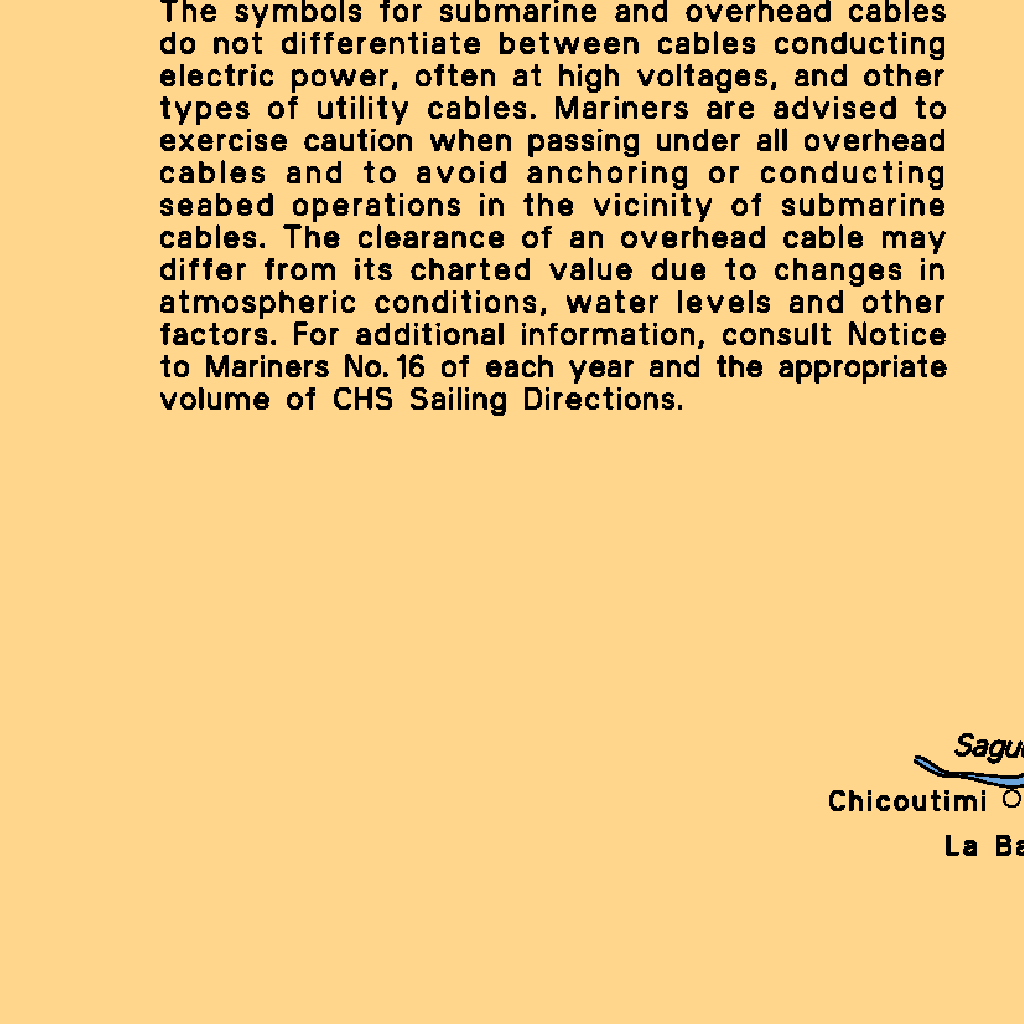 The symbols for submarine and overhead cables
do not differentiate between cables conducting
electric power, often at high voltages, and other
types of utility cables. Mariners are advised to
exercise caution when passing under all overhead
cables and to avoid anchoring or conducting
seabed operations in the vicinity of submarine
cables. The clearance of an overhead cable may
differ from its charted value due to changes in
atmospheric conditions, water levels and other
factors. For additional information, consult Notice
to Mariners No. 16 of each year and the appropriate
volume of CHS Sailing Directions.
Chicoutimi
La